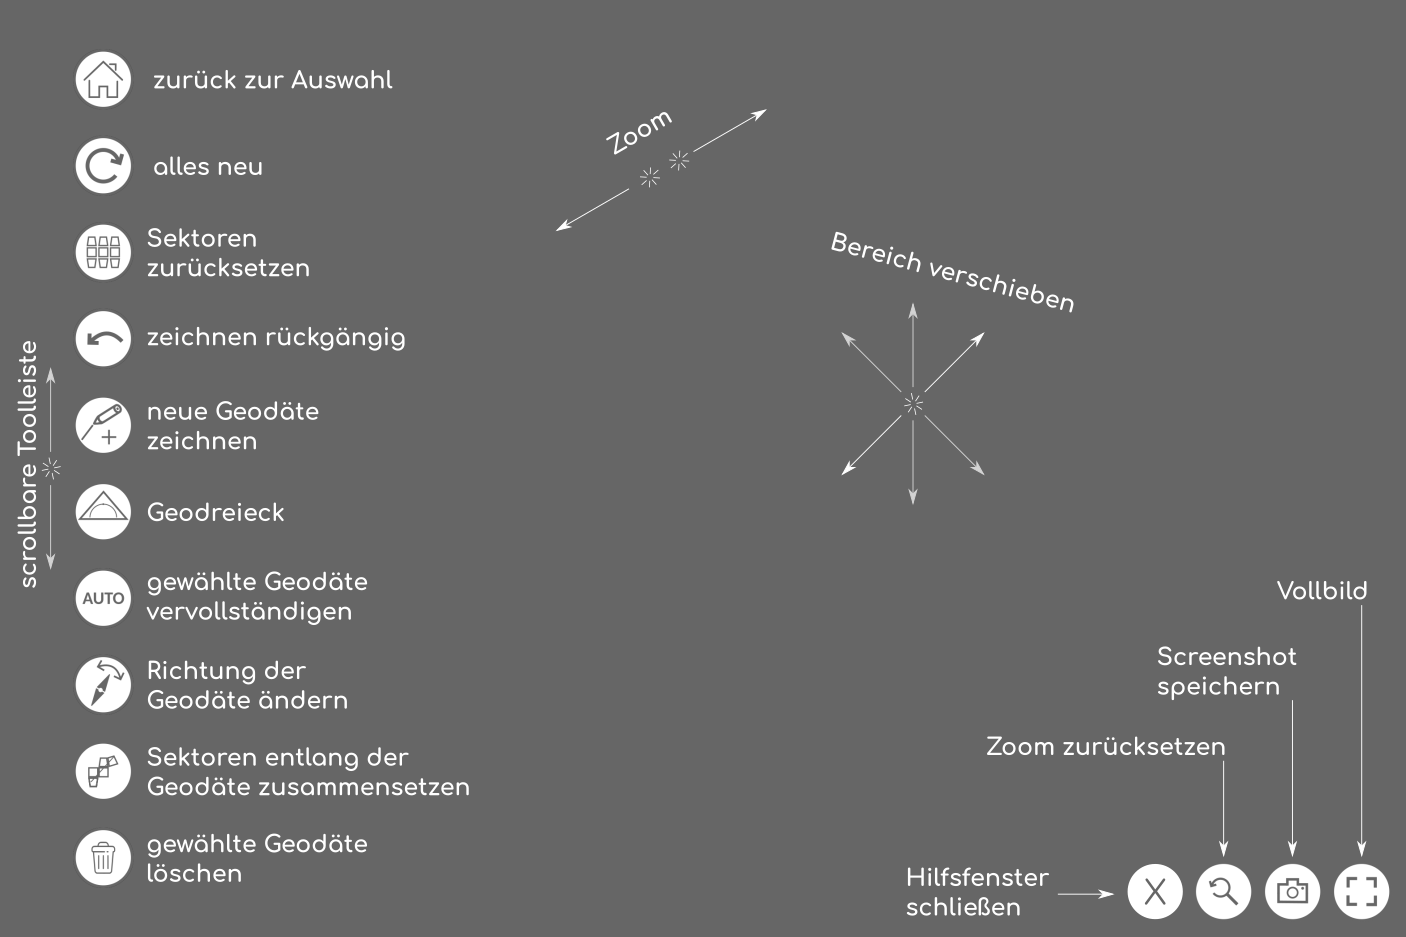 zurück zur Auswahl
alles neu
Sektoren
zurücksetzen
zeichnen rückgängig
neue Geodäte
zeichnen
Geodreieck
AUTO
gewählte Geodäte
vervollständigen
Richtung der
Geodäte ändern
Sektoren entlang der
Geodäte zusammensetzen
gewählte Geodäte
löschen
scrollbare Toolleiste
Zoom
Bereich verschieben
Vollbild
Screenshot
speichern
Zoom zurücksetzen
Hilfsfenster
schließen
X